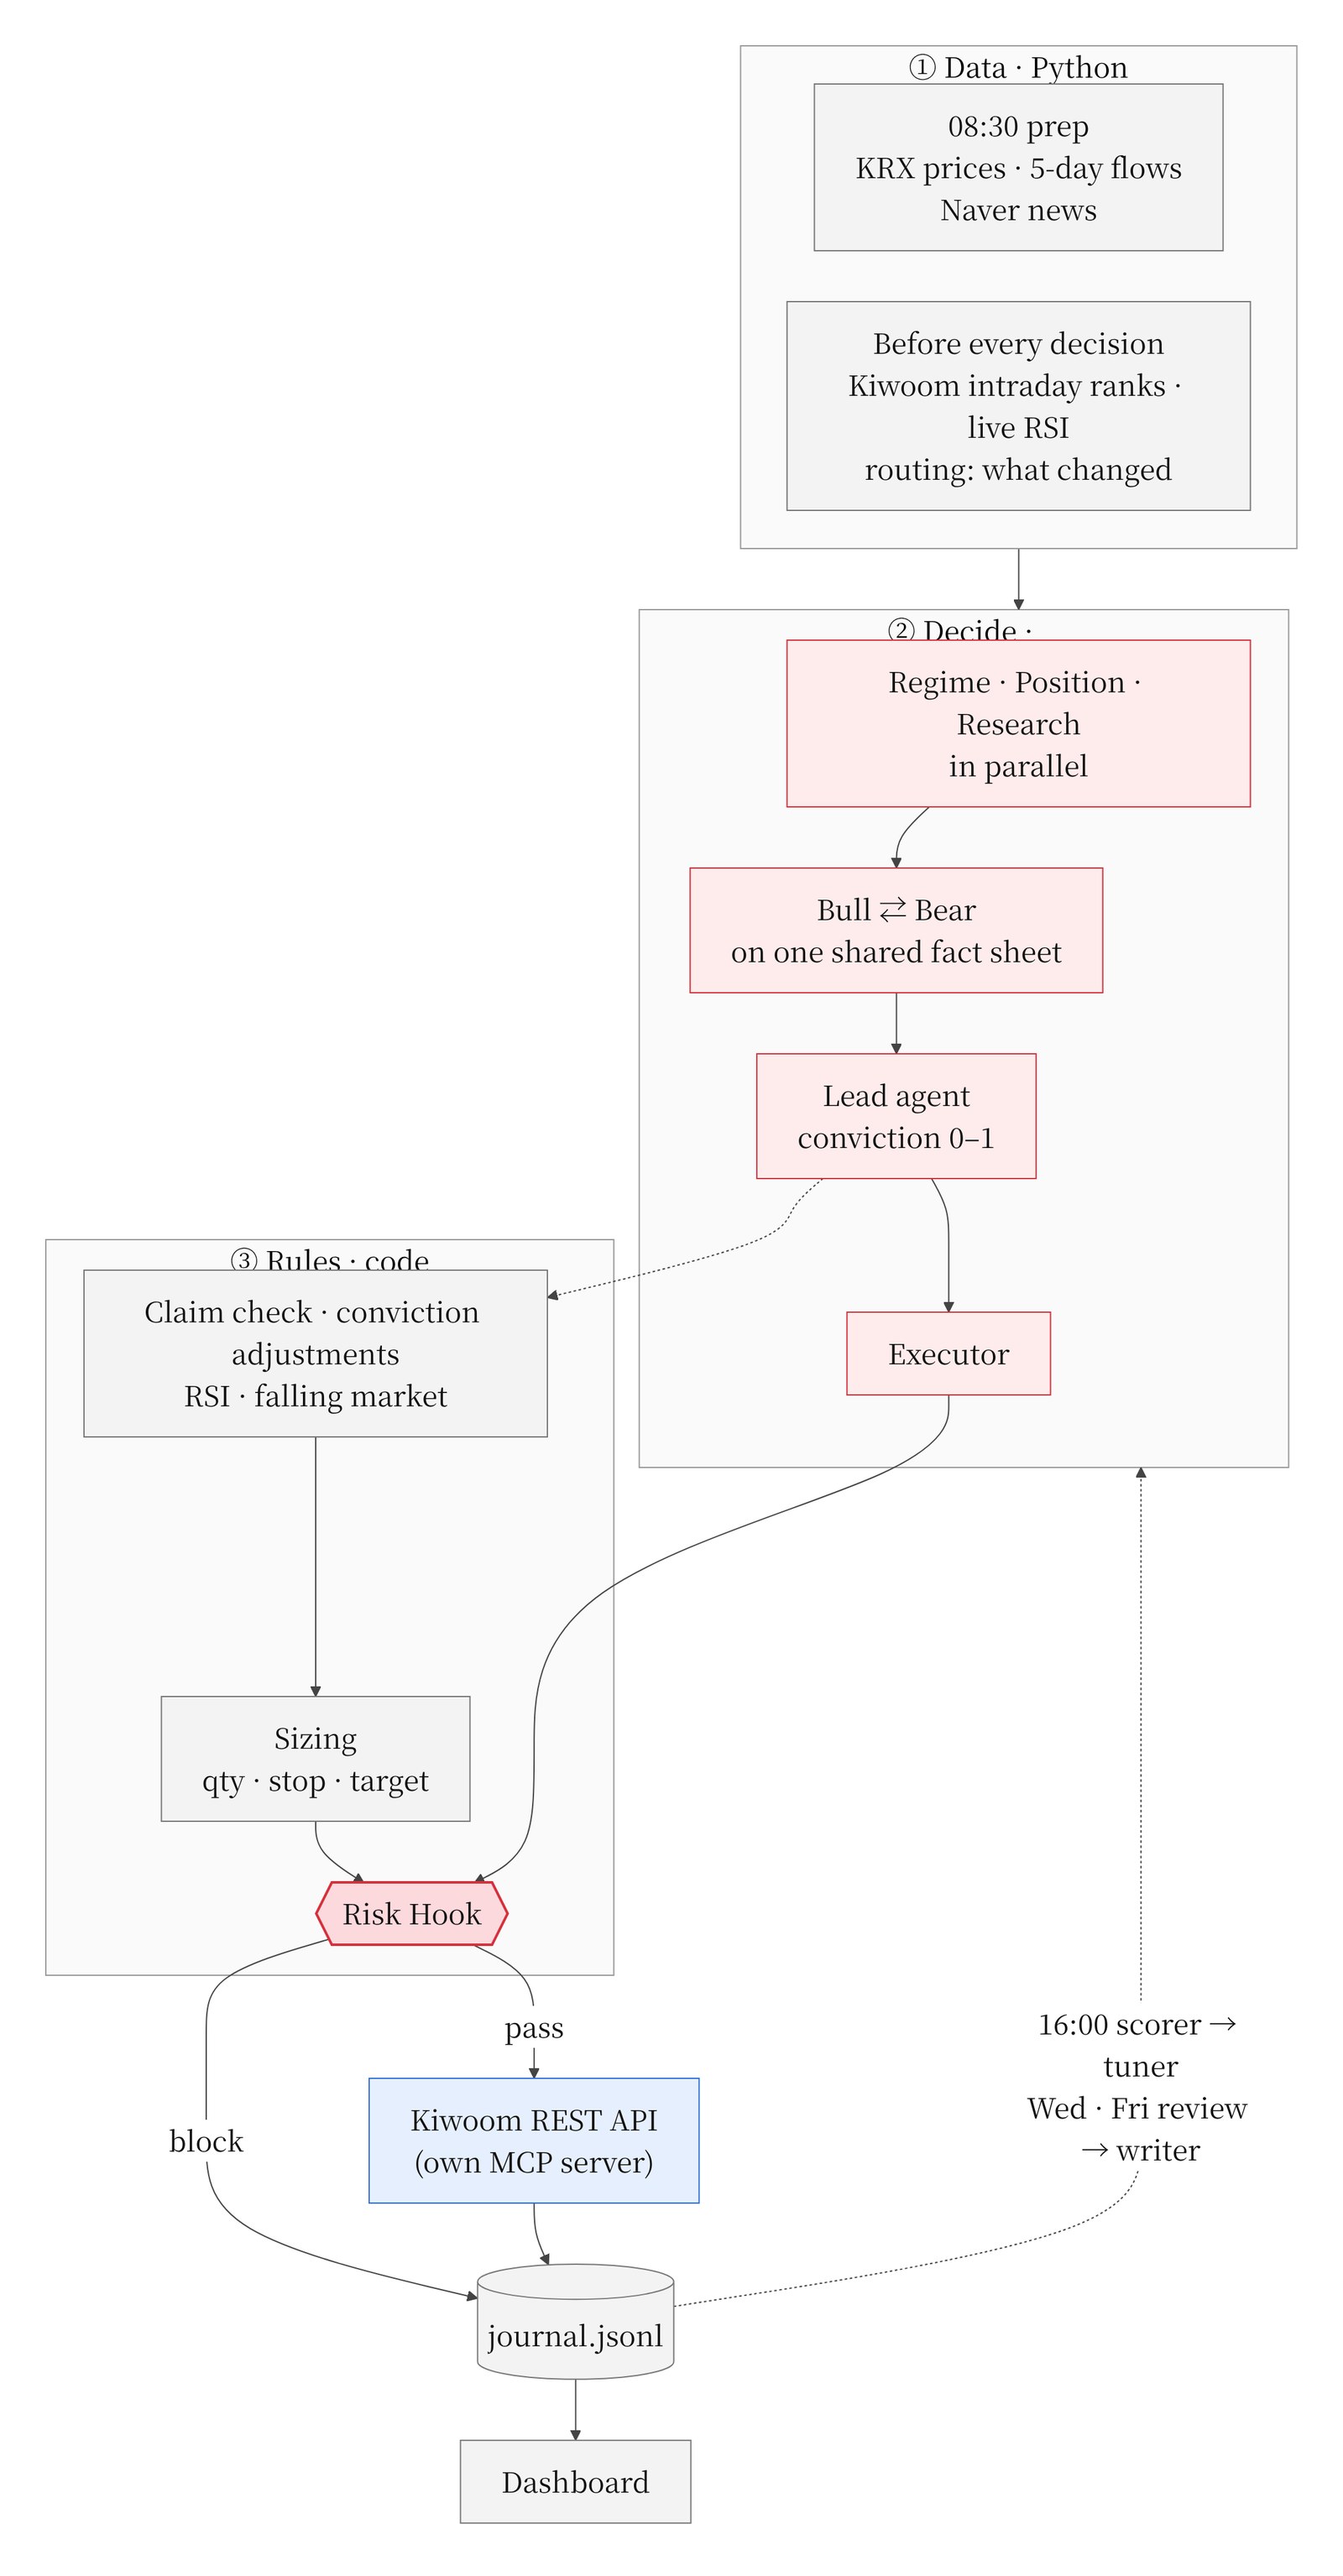 ① Data · Python
08:30 prep
KRX prices · 5-day flows
Naver news
Before every decision
Kiwoom intraday ranks ·
live RSI
routing: what changed
② Decide ·
Regime · Position ·
Research
in parallel
Bull ⇄ Bear
on one shared fact sheet
Lead agent
conviction 0–1
Executor
③ Rules · code
Claim check · conviction
adjustments
RSI · falling market
Sizing
qty · stop · target
Risk Hook
pass
block
Kiwoom REST API
(own MCP server)
16:00 scorer →
tuner
Wed · Fri review
→ writer
journal.jsonl
Dashboard